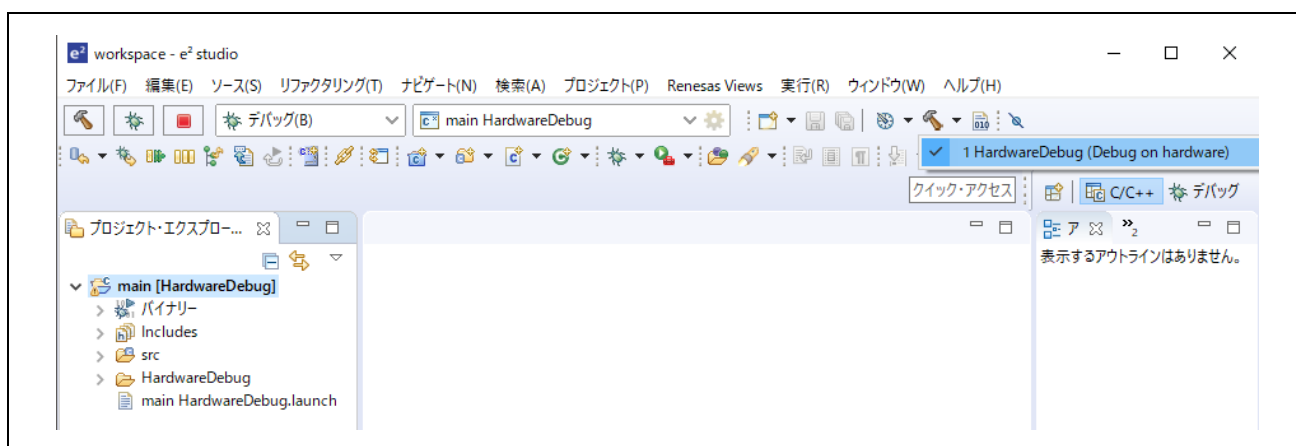 e² workspace - e² studio
ファイル(F) 編集(E) ソース(S) リファクタリング(T) ナビゲート(N) 検索(A) プロジェクト(P) Renesas Views 実行(R) ウィンドウ(W) ヘルプ(H)
デバッグ(B) main HardwareDebug
1 HardwareDebug (Debug on hardware)
クイック・アクセス C/C++ デバッグ
プロジェクト・エクスプロー... ア »2
表示するアウトラインはありません。
main [HardwareDebug]
バイナリー
Includes
src
HardwareDebug
main HardwareDebug.launch